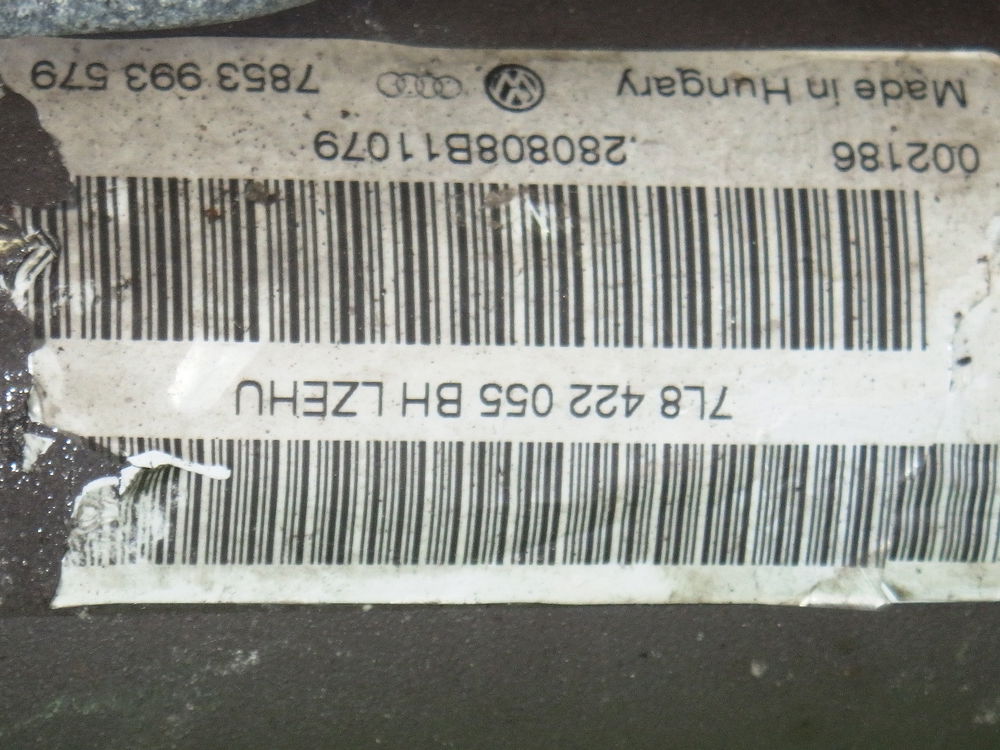 7L8 422 055 BH LZEHU
002186 .280808B11079
Made in Hungary 7853 993 579